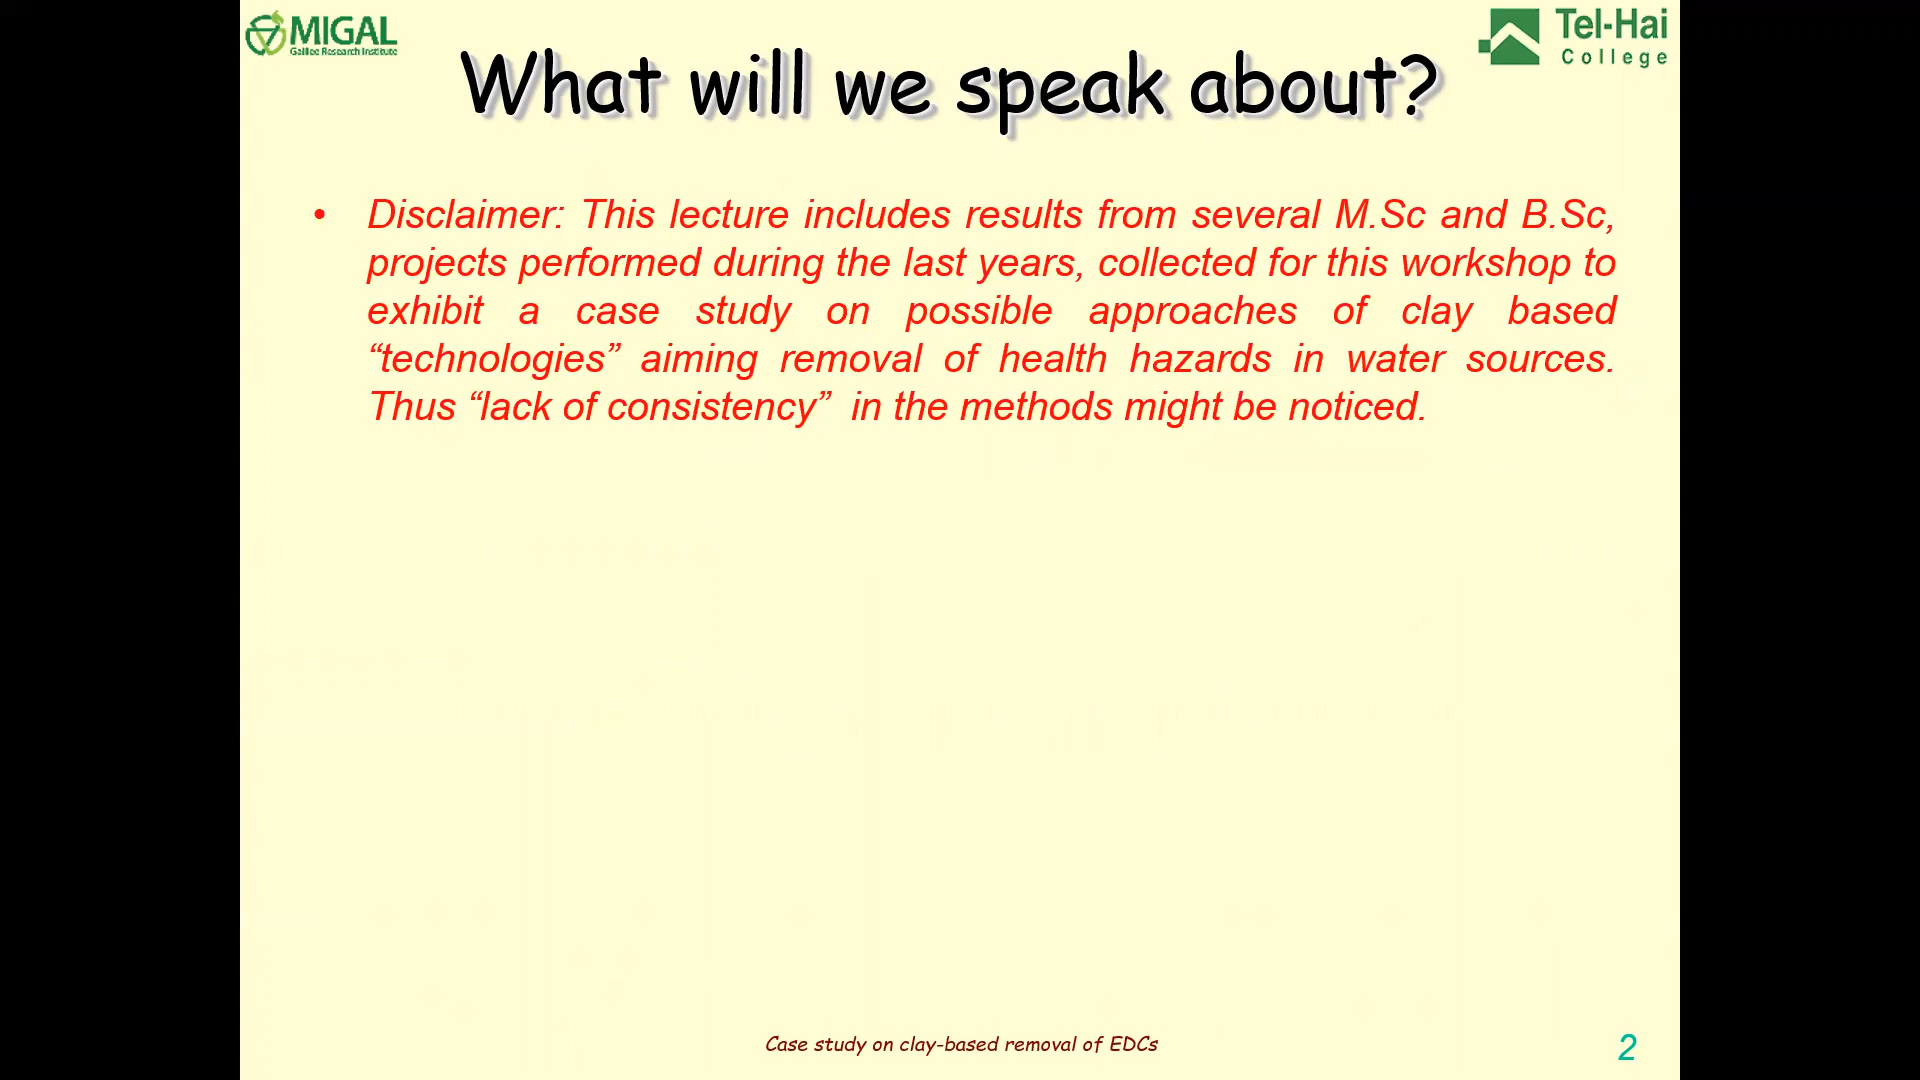 MIGAL
Galilee Research Institute
Tel-Hai
College
What will we speak about?
• Disclaimer: This lecture includes results from several M.Sc and B.Sc,
projects performed during the last years, collected for this workshop to
exhibit a case study on possible approaches of clay based
“technologies” aiming removal of health hazards in water sources.
Thus “lack of consistency” in the methods might be noticed.
Case study on clay-based removal of EDCs
2